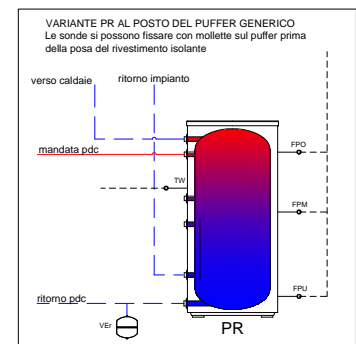 VARIANTE PR AL POSTO DEL PUFFER GENERICO
Le sonde si possono fissare con mollette sul puffer prima
della posa del rivestimento isolante
verso caldaie
ritorno impianto
mandata pdc
FPO
TW
FPM
FPU
ritorno pdc
VEr
PR